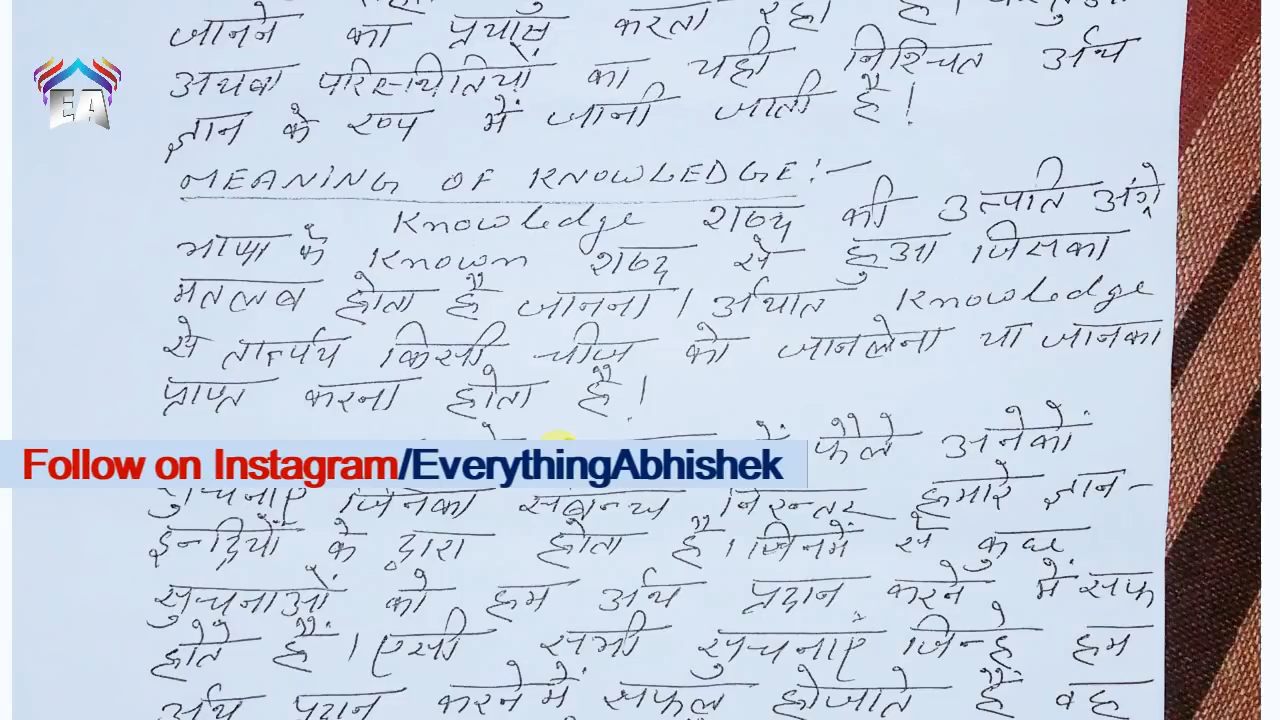 जानने का प्रयास करता रहा है।
अथवा परिस्थितियों का यही निश्चित अर्थ
ज्ञान के रूप में जानी जाती है!
EA
MEANING OF KNOWLEDGE:-
Knowledge शब्द की उत्पति अंग्रे
भाषा के Known शब्द से हुआ जिसका
मतलब होता है जानना। अर्थात Knowledge
से तात्पर्य किसी चीज को जानलेना या जानका
प्राप्त करना होता है!
में फैले अनेकों
Follow on Instagram/EverythingAbhishek
सुचनाएं जिनका संबन्ध निरन्तर हमारे ज्ञान-
इन्द्रियों के द्वारा होता है। जिनमें से कुछ
सुचनाओं को हम अर्थ प्रदान करने में सफ
होते हैं। एसी सभी सुचनाएं जिन्हे हम
अर्थ प्रदान करने में सफल होजाते हैं वह